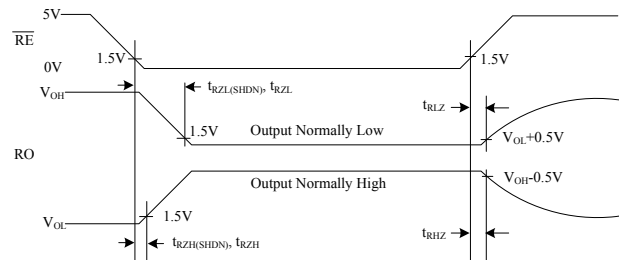 5V
RE
1.5V
1.5V
0V
VOH
tRZL(SHDN), tRZL
tRLZ
1.5V
Output Normally Low
VOL+0.5V
RO
Output Normally High
VOH-0.5V
1.5V
VOL
tRZH(SHDN), tRZH
tRHZ